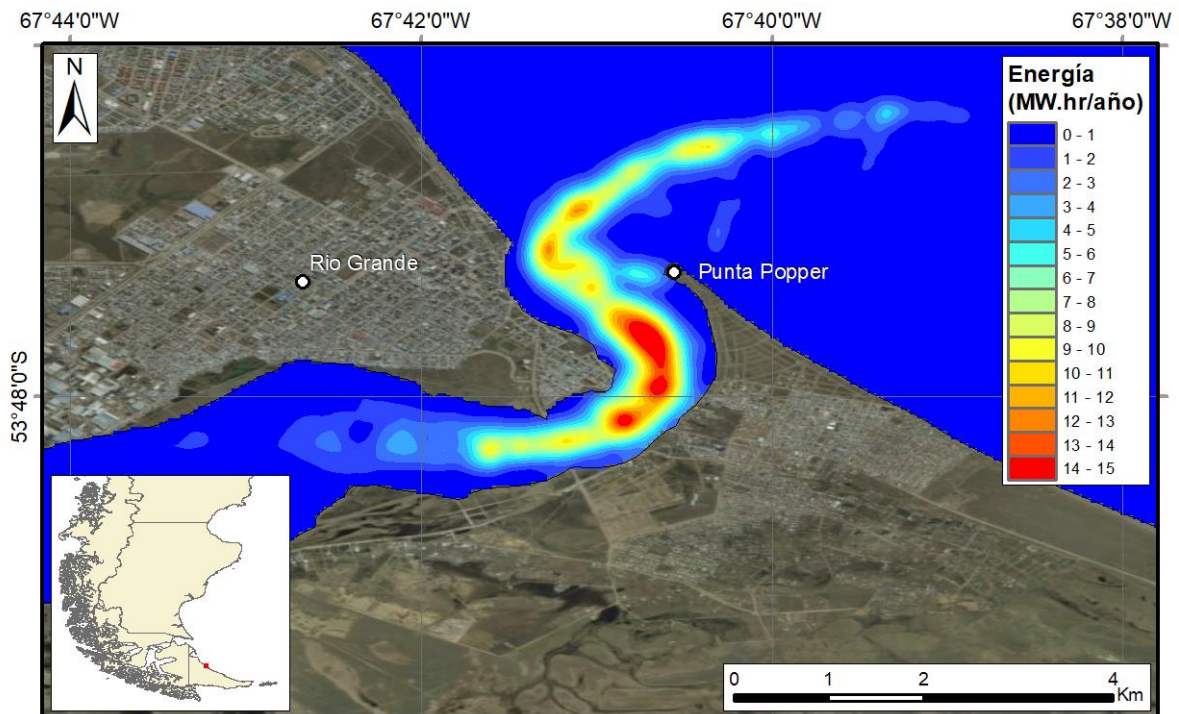 67°44'0"W 67°42'0"W 67°40'0"W 67°38'0"W
N
Energía
(MW.hr/año)
0 - 1
1 - 2
2 - 3
3 - 4
4 - 5
5 - 6
6 - 7
7 - 8
8 - 9
9 - 10
10 - 11
11 - 12
12 - 13
13 - 14
14 - 15
Rio Grande
Punta Popper
53°48'0"S
0 1 2 4
Km